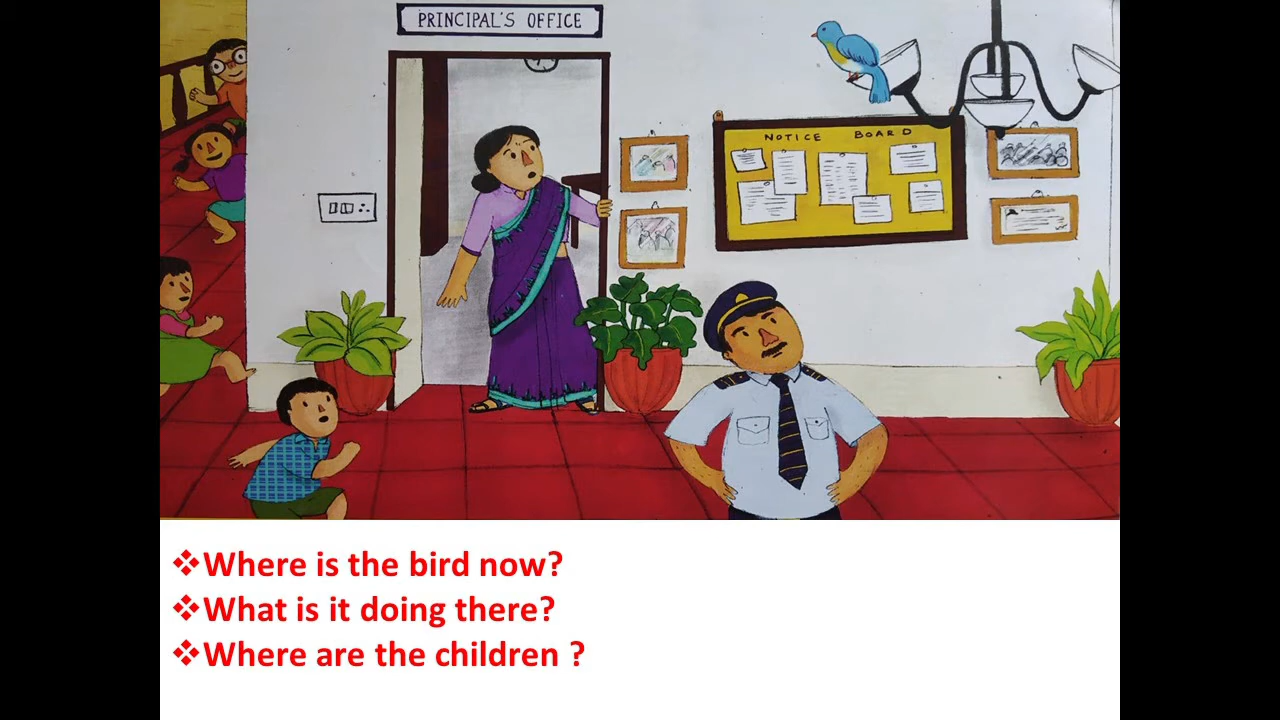 PRINCIPAL'S OFFICE
NOTICE BOARD
❖Where is the bird now?
❖What is it doing there?
❖Where are the children ?